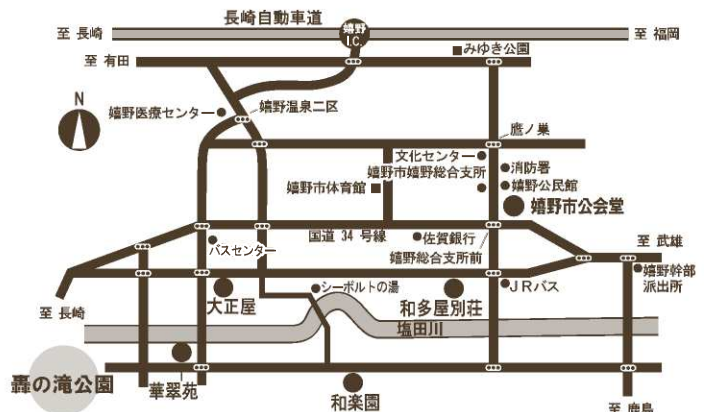 長崎自動車道
至 長崎
嬉野
I.C.
至 福岡
みゆき公園
至 有田
嬉野医療センター
嬉野温泉二区
N
鷹ノ巣
文化センター
嬉野市嬉野総合支所
消防署
嬉野公民館
嬉野市体育館
嬉野市公会堂
国道 34 号線
佐賀銀行
バスセンター
嬉野総合支所前
至 武雄
嬉野幹部
派出所
シーボルトの湯
JRバス
大正屋
和多屋別荘
至 長崎
塩田川
轟の滝公園
華翠苑
和楽園
至 鹿島